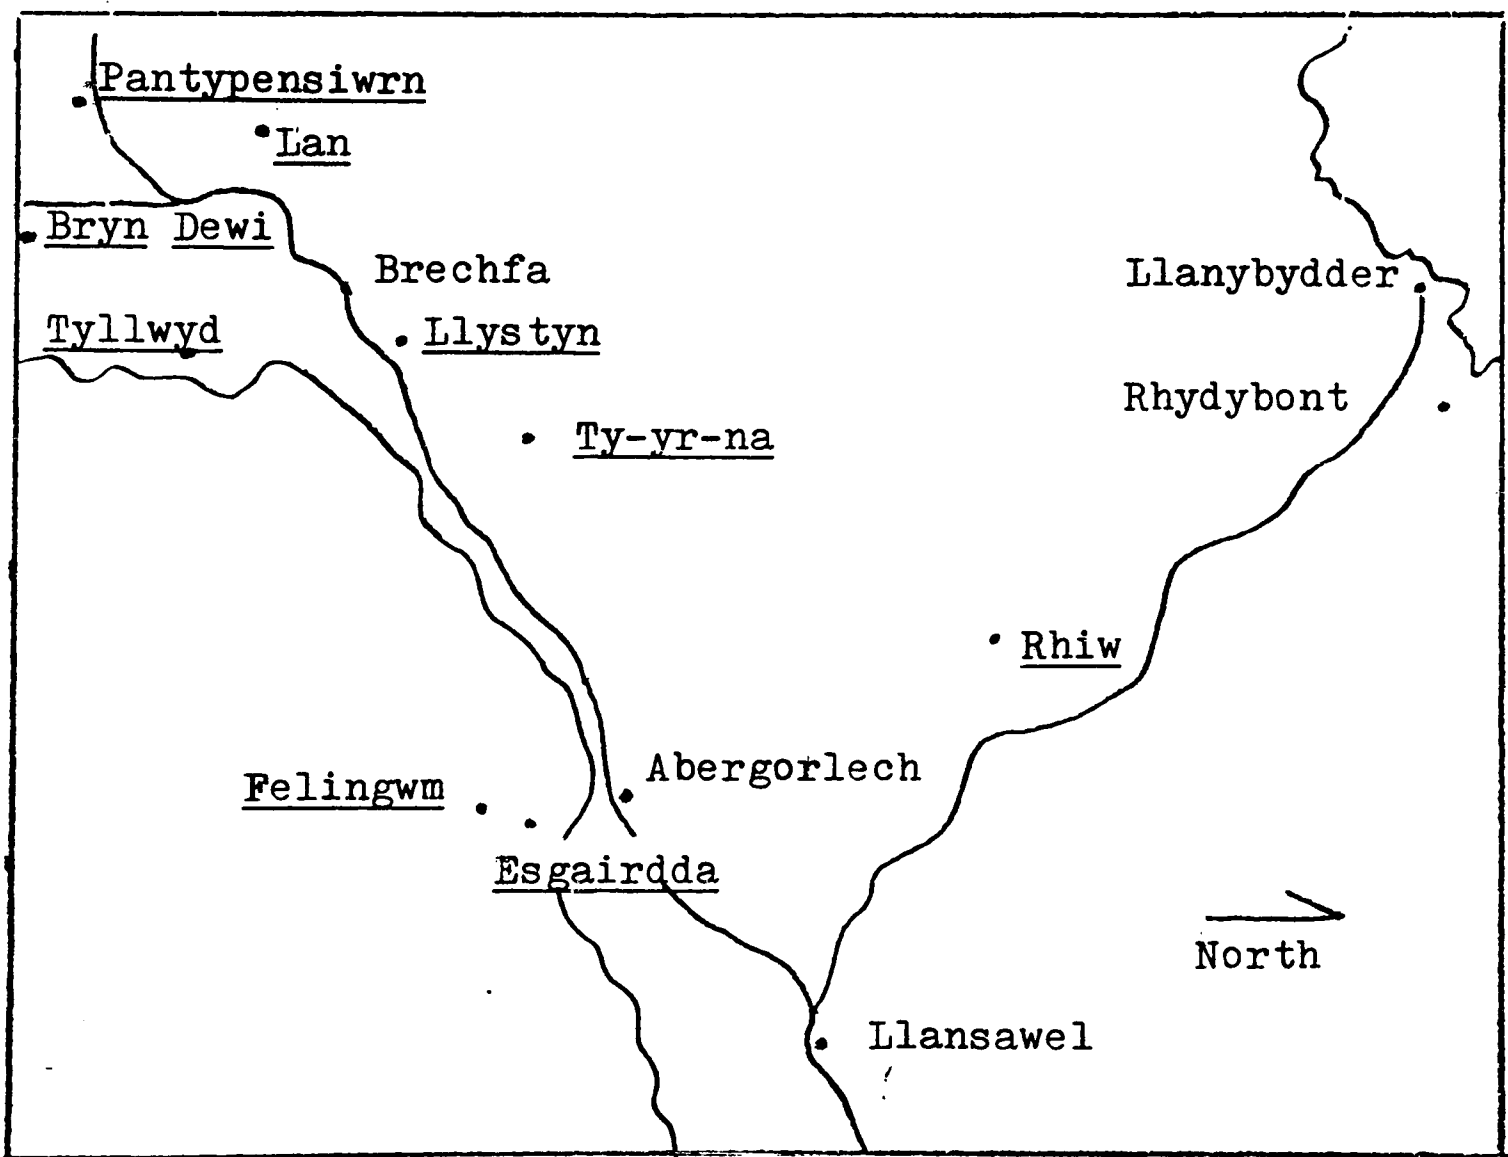 Pantypensiwrn
Lan
Bryn Dewi
Brechfa
Llanybydder
Tyllwyd
Llystyn
Rhydybont
Ty-yr-na
Rhiw
Abergorlech
Felingwm
Esgairdda
North
Llansawel